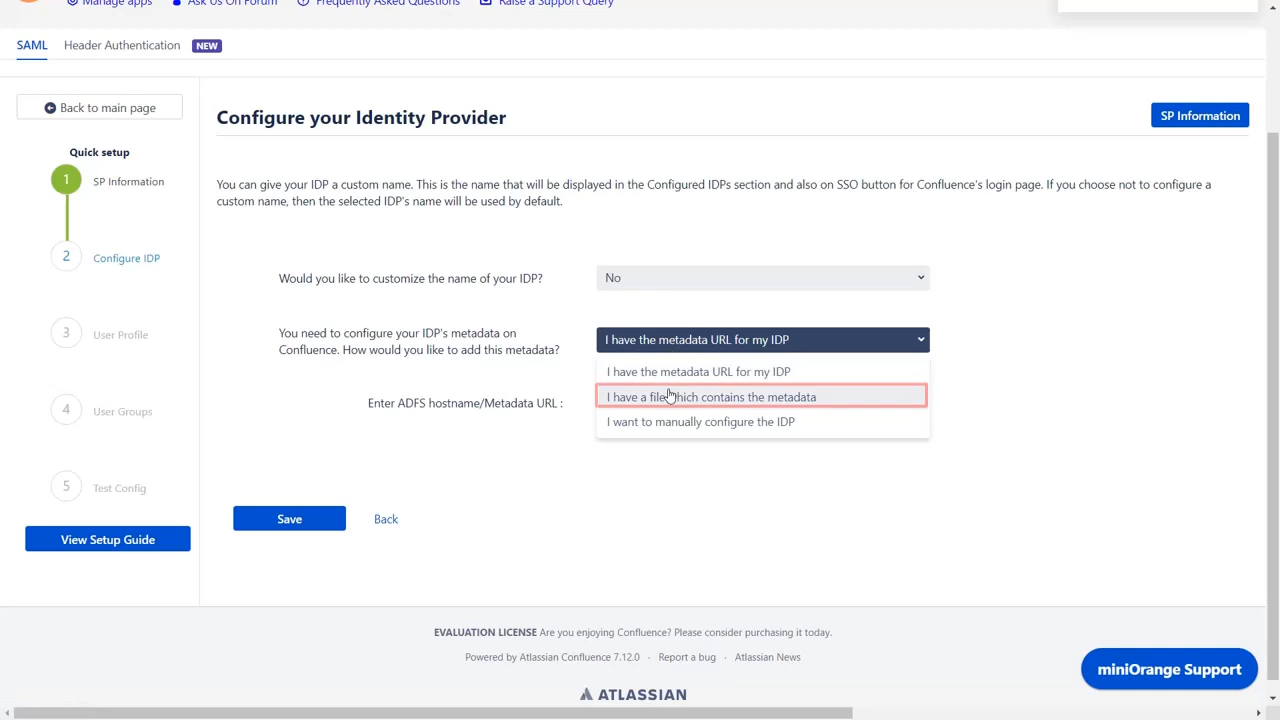 Manage apps
Ask Us On Forum
Frequently Asked Questions
Raise a Support Query
SAML
Header Authentication
NEW
Back to main page
Configure your Identity Provider
SP Information
Quick setup
1
SP Information
You can give your IDP a custom name. This is the name that will be displayed in the Configured IDPs section and also on SSO button for Confluence's login page. If you choose not to configure a
custom name, then the selected IDP's name will be used by default.
2
Configure IDP
Would you like to customize the name of your IDP?
No
3
User Profile
You need to configure your IDP's metadata on
Confluence. How would you like to add this metadata?
I have the metadata URL for my IDP
I have the metadata URL for my IDP
I have a file which contains the metadata
I want to manually configure the IDP
Enter ADFS hostname/Metadata URL :
4
User Groups
5
Test Config
Save
Back
View Setup Guide
EVALUATION LICENSE Are you enjoying Confluence? Please consider purchasing it today.
Powered by Atlassian Confluence 7.12.0 · Report a bug · Atlassian News
ATLASSIAN
miniOrange Support